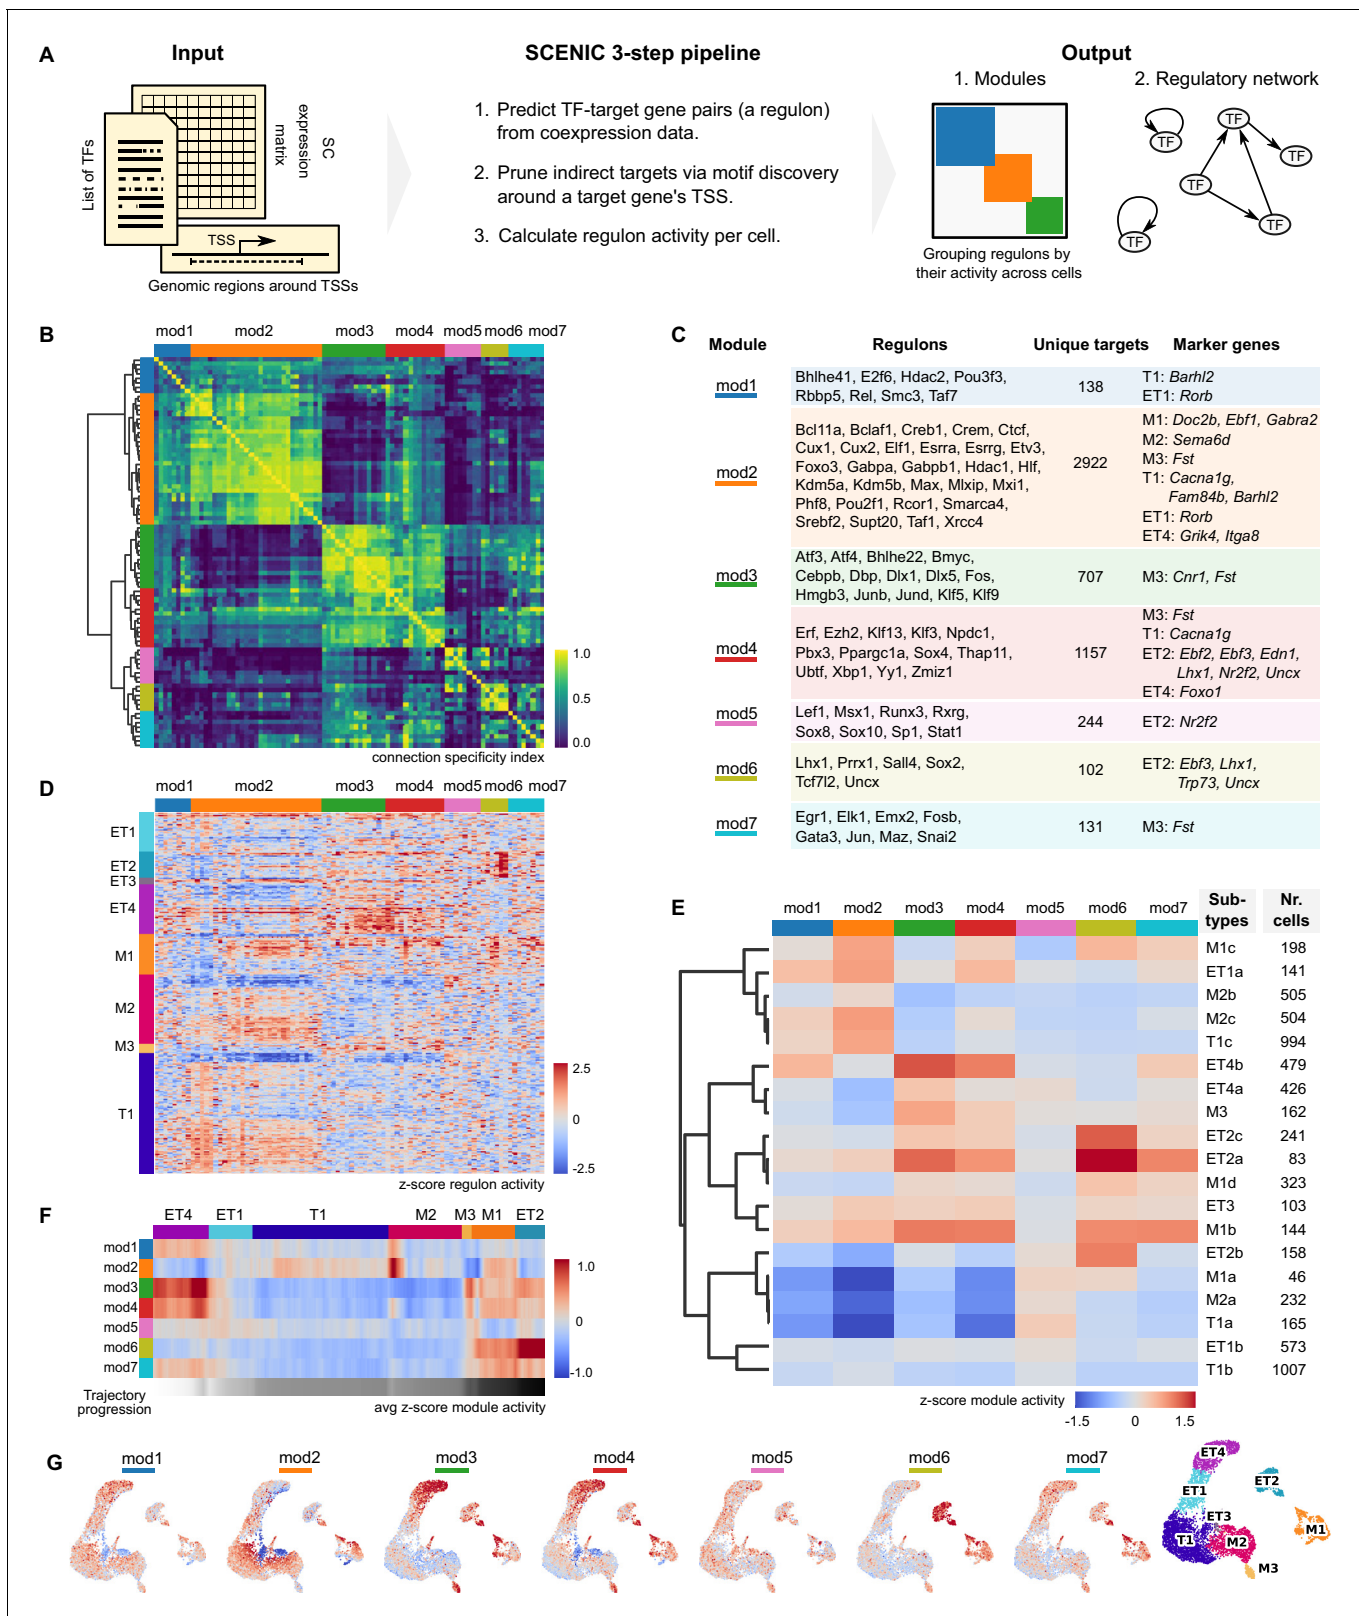 A
Input
SCENIC 3-step pipeline
Output
List of TFs
SC
expression
matrix
TSS
Genomic regions around TSSs
1. Predict TF-target gene pairs (a regulon)
from coexpression data.
2. Prune indirect targets via motif discovery
around a target gene's TSS.
3. Calculate regulon activity per cell.
1. Modules
Grouping regulons by
their activity across cells
2. Regulatory network
TF
TF
TF
TF
TF
TF
B
mod1 mod2 mod3 mod4 mod5 mod6 mod7
1.0
0.5
0.0
connection specificity index
C
Module Regulons Unique targets Marker genes
mod1
Bhlhe41, E2f6, Hdac2, Pou3f3,
Rbbp5, Rel, Smc3, Taf7
138
T1: Barhl2
ET1: Rorb
mod2
Bcl11a, Bclaf1, Creb1, Crem, Ctcf,
Cux1, Cux2, Elf1, Esrra, Esrrg, Etv3,
Foxo3, Gabpa, Gabpb1, Hdac1, Hlf,
Kdm5a, Kdm5b, Max, Mlxip, Mxi1,
Phf8, Pou2f1, Rcor1, Smarca4,
Srebf2, Supt20, Taf1, Xrcc4
2922
M1: Doc2b, Ebf1, Gabra2
M2: Sema6d
M3: Fst
T1: Cacna1g,
Fam84b, Barhl2
ET1: Rorb
ET4: Grik4, Itga8
mod3
Atf3, Atf4, Bhlhe22, Bmyc,
Cebpb, Dbp, Dlx1, Dlx5, Fos,
Hmgb3, Junb, Jund, Klf5, Klf9
707
M3: Cnr1, Fst
mod4
Erf, Ezh2, Klf13, Klf3, Npdc1,
Pbx3, Ppargc1a, Sox4, Thap11,
Ubtf, Xbp1, Yy1, Zmiz1
1157
M3: Fst
T1: Cacna1g
ET2: Ebf2, Ebf3, Edn1,
Lhx1, Nr2f2, Uncx
ET4: Foxo1
mod5
Lef1, Msx1, Runx3, Rxrg,
Sox8, Sox10, Sp1, Stat1
244
ET2: Nr2f2
mod6
Lhx1, Prrx1, Sall4, Sox2,
Tcf7l2, Uncx
102
ET2: Ebf3, Lhx1,
Trp73, Uncx
mod7
Egr1, Elk1, Emx2, Fosb,
Gata3, Jun, Maz, Snai2
131
M3: Fst
D
mod1 mod2 mod3 mod4 mod5 mod6 mod7
ET1
ET2
ET3
ET4
M1
M2
M3
T1
2.5
0
-2.5
z-score regulon activity
E
mod1 mod2 mod3 mod4 mod5 mod6 mod7
Sub-
types
Nr.
cells
M1c 198
ET1a 141
M2b 505
M2c 504
T1c 994
ET4b 479
ET4a 426
M3 162
ET2c 241
ET2a 83
M1d 323
ET3 103
M1b 144
ET2b 158
M1a 46
M2a 232
T1a 165
ET1b 573
T1b 1007
z-score module activity
-1.5 0 1.5
F
ET4 ET1 T1 M2 M3 M1 ET2
mod1
mod2
mod3
mod4
mod5
mod6
mod7
1.0
0
-1.0
Trajectory
progression
avg z-score module activity
G
mod1 mod2 mod3 mod4 mod5 mod6 mod7
ET4
ET1
ET2
ET3
T1
M2
M1
M3